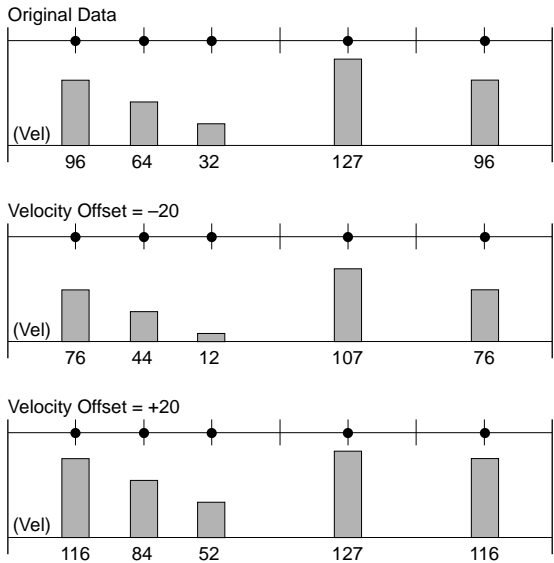 Original Data
(Vel)
96 64 32 127 96
Velocity Offset = –20
(Vel)
76 44 12 107 76
Velocity Offset = +20
(Vel)
116 84 52 127 116